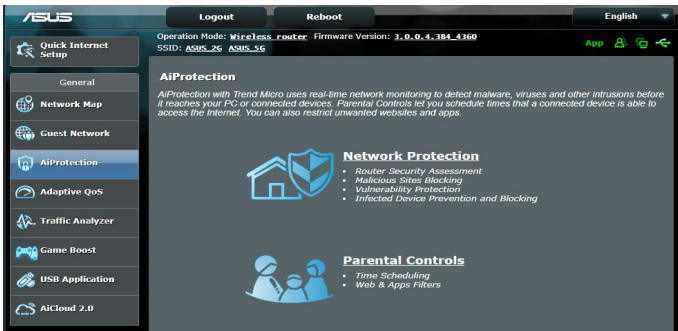 ASUS
Logout
Reboot
English
Quick Internet
Setup
Operation Mode: Wireless router Firmware Version: 3.0.0.4.384_4360
SSID: ASUS_2G ASUS_5G
App
General
Network Map
Guest Network
AiProtection
Adaptive QoS
Traffic Analyzer
Game Boost
USB Application
AiCloud 2.0
AiProtection
AiProtection with Trend Micro uses real-time network monitoring to detect malware, viruses and other intrusions before
it reaches your PC or connected devices. Parental Controls let you schedule times that a connected device is able to
access the Internet. You can also restrict unwanted websites and apps.
Network Protection
• Router Security Assessment
• Malicious Sites Blocking
• Vulnerability Protection
• Infected Device Prevention and Blocking
Parental Controls
• Time Scheduling
• Web & Apps Filters